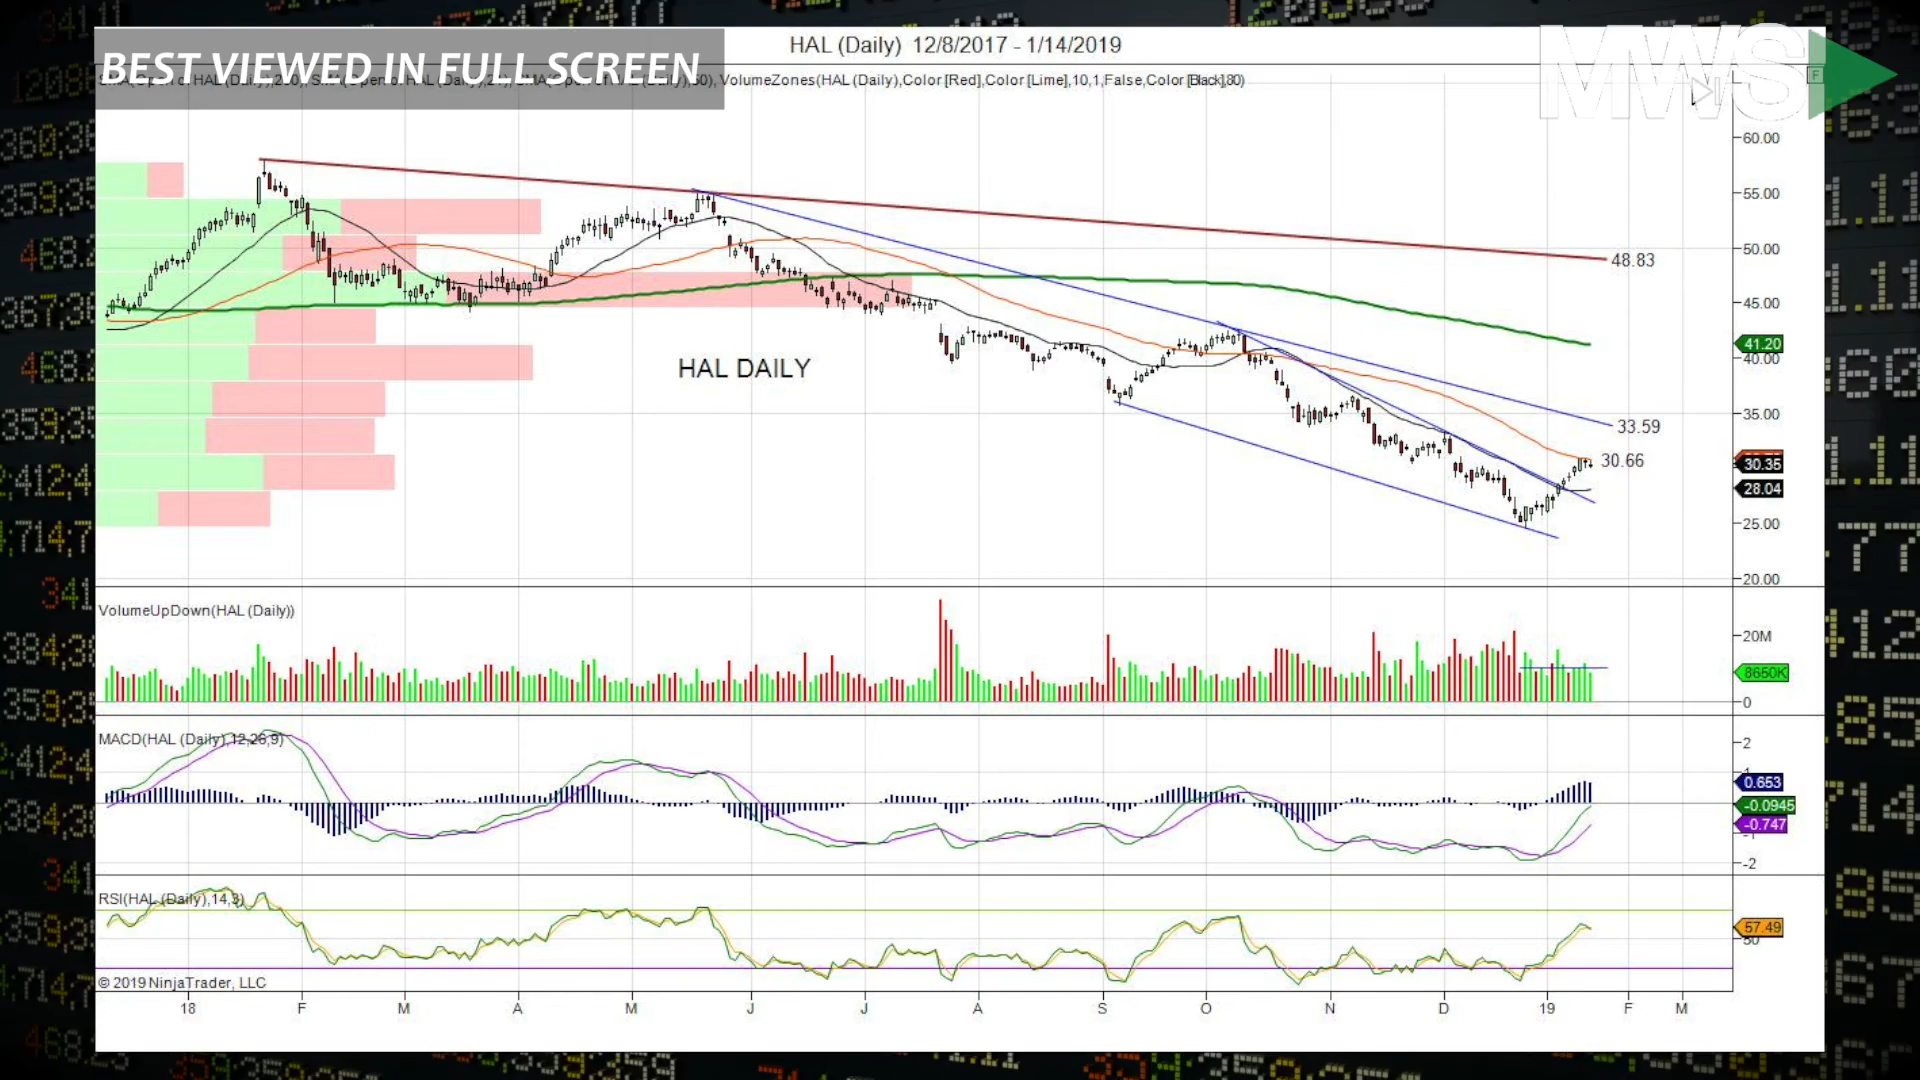 BEST VIEWED IN FULL SCREEN
HAL (Daily) 12/8/2017 - 1/14/2019
VolumeZones(HAL (Daily),Color [Red],Color [Lime],10,1,False,Color [Black],80)
MWS
F
60.00
55.00
50.00
48.83
45.00
41.20
40.00
HAL DAILY
35.00
33.59
30.66
30.35
28.04
25.00
20.00
VolumeUpDown(HAL (Daily))
20M
8650K
0
MACD(HAL (Daily),12,26,9)
2
0.653
-0.0945
-0.747
-1
-2
RSI(HAL (Daily),14,3)
57.49
50
© 2019 NinjaTrader, LLC
18 F M A M J J A S O N D 19 F M